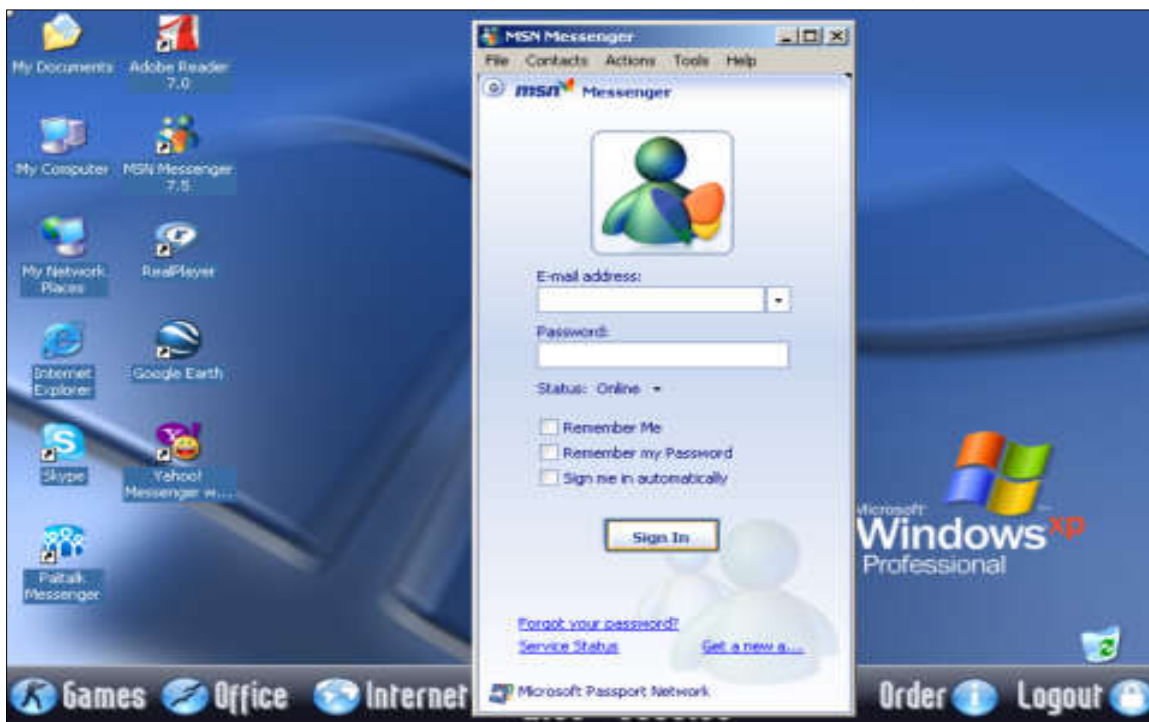 My Documents
Adobe Reader
7.0
My Computer
MSN Messenger
7.5
My Network
Places
RealPlayer
Internet
Explorer
Google Earth
Skype
Yahoo!
Messenger w...
Paltalk
Messenger
MSN Messenger
File Contacts Actions Tools Help
msn Messenger
E-mail address:
Password:
Status: Online
Remember Me
Remember my Password
Sign me in automatically
Sign In
Forgot your password?
Service Status
Get a new a...
Microsoft Passport Network
Microsoft
Windows xp
Professional
Games
Office
Internet
Order
Logout